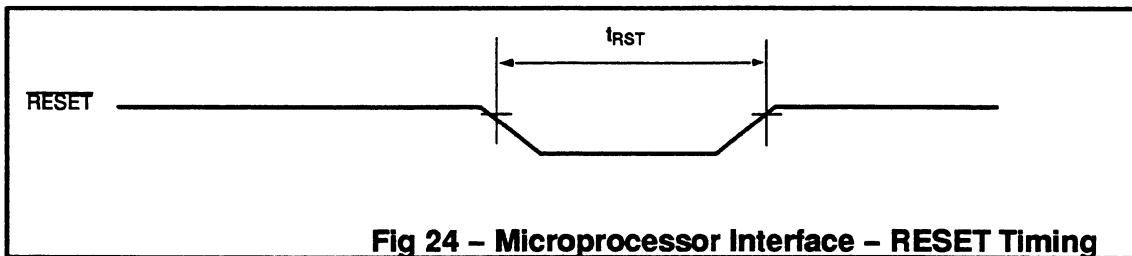 tRST
RESET
Fig 24 – Microprocessor Interface – RESET Timing